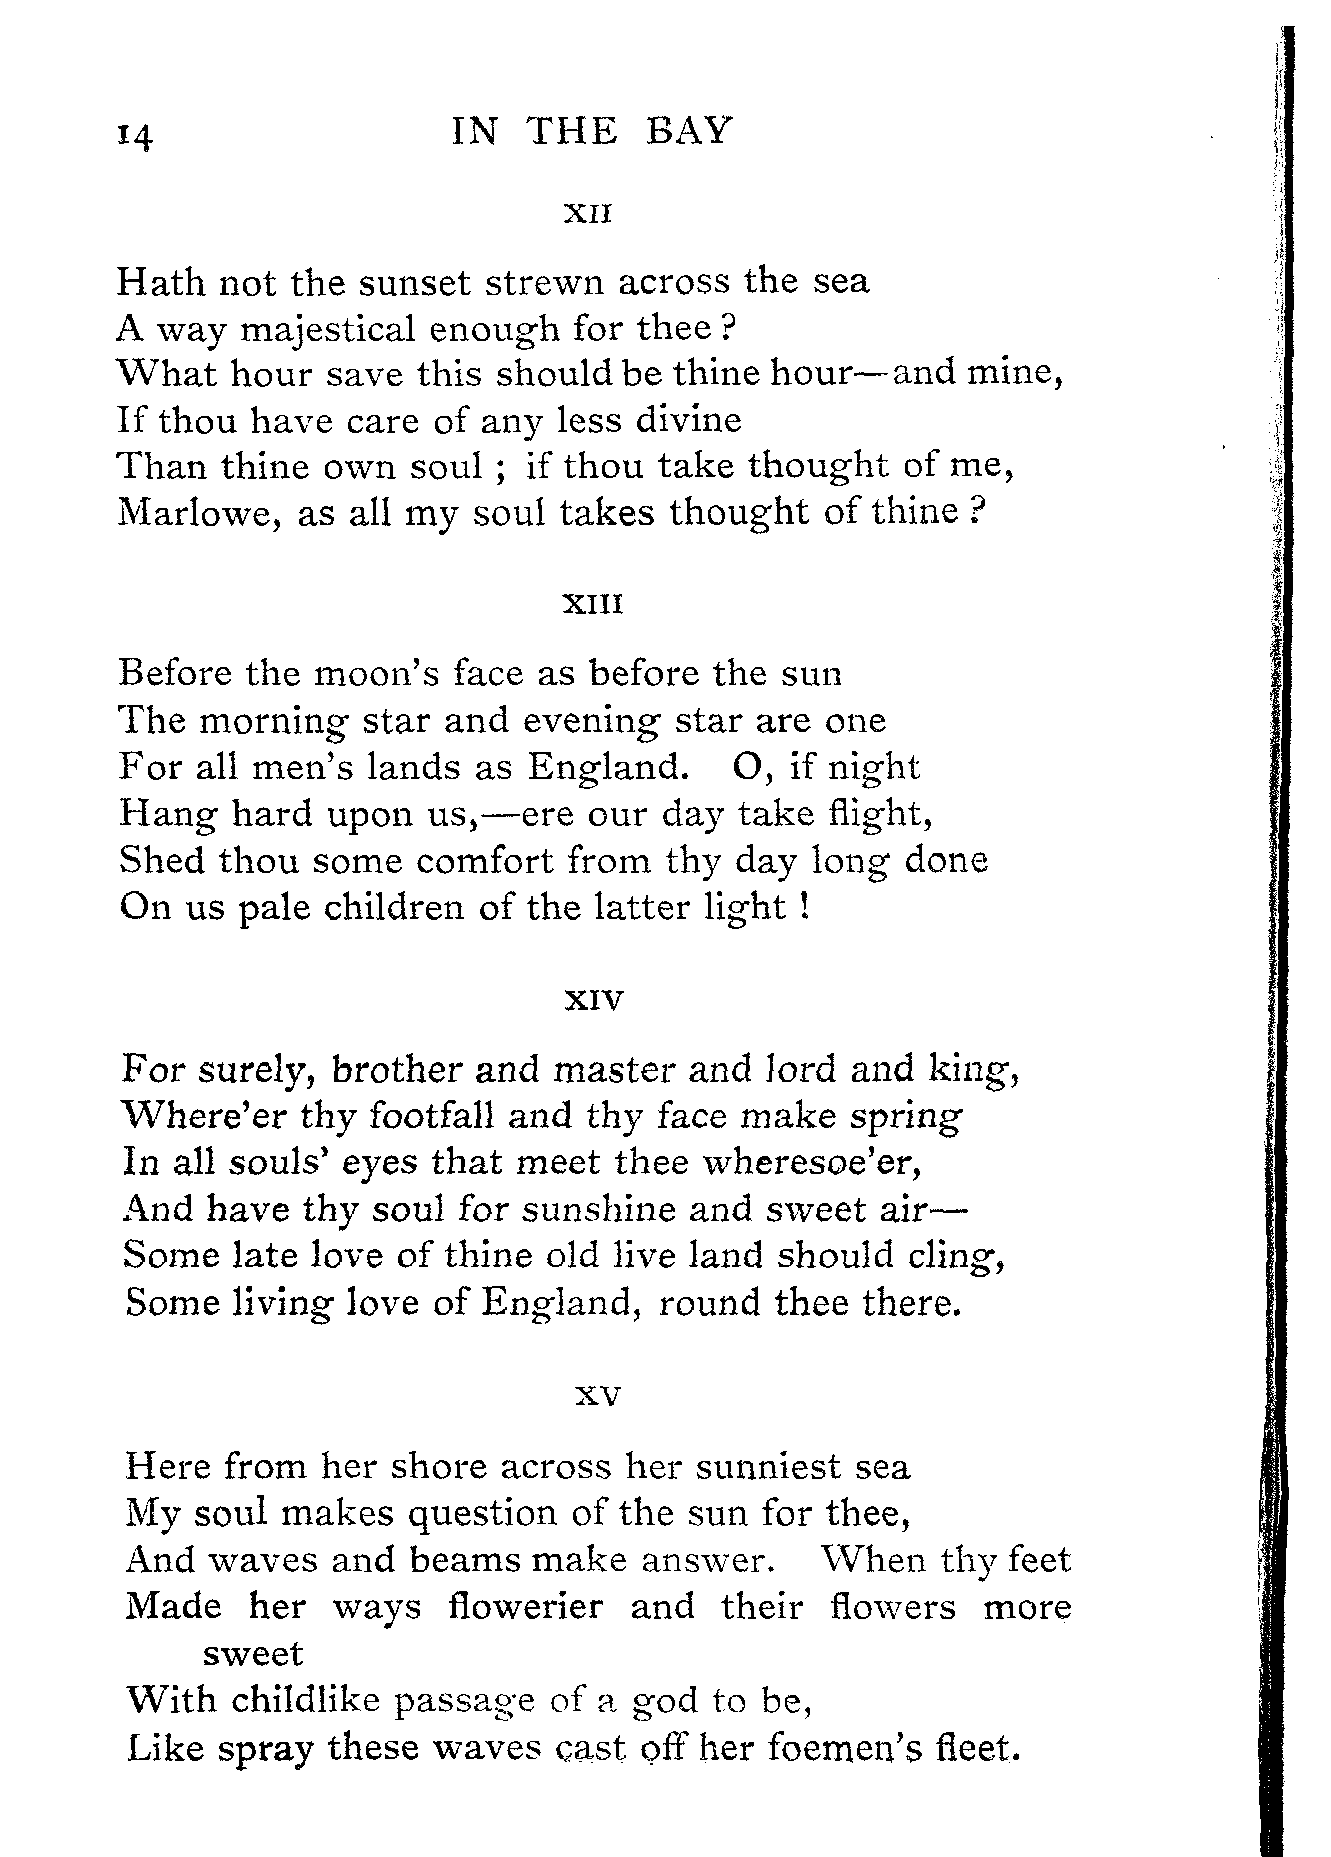 14 IN THE BAY
XII
Hath not the sunset strewn across the sea
A way majestical enough for thee ?
What hour save this should be thine hour—and mine,
If thou have care of any less divine
Than thine own soul ; if thou take thought of me,
Marlowe, as all my soul takes thought of thine ?
XIII
Before the moon's face as before the sun
The morning star and evening star are one
For all men's lands as England. O, if night
Hang hard upon us,—ere our day take flight,
Shed thou some comfort from thy day long done
On us pale children of the latter light !
XIV
For surely, brother and master and lord and king,
Where'er thy footfall and thy face make spring
In all souls' eyes that meet thee wheresoe'er,
And have thy soul for sunshine and sweet air—
Some late love of thine old live land should cling,
Some living love of England, round thee there.
XV
Here from her shore across her sunniest sea
My soul makes question of the sun for thee,
And waves and beams make answer. When thy feet
Made her ways flowerier and their flowers more
sweet
With childlike passage of a god to be,
Like spray these waves cast off her foemen's fleet.